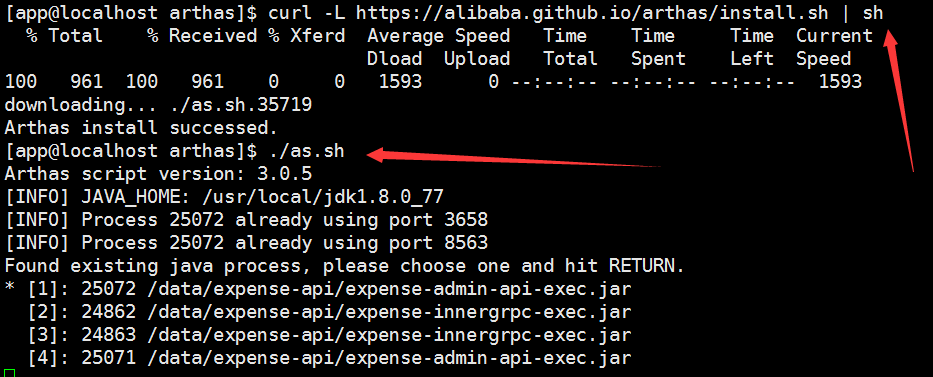 [app@localhost arthas]$ curl -L https://alibaba.github.io/arthas/install.sh | sh
  % Total    % Received % Xferd  Average Speed   Time    Time     Time  Current
                                 Dload  Upload   Total   Spent    Left  Speed
100   961  100   961    0     0   1593      0 --:--:-- --:--:-- --:--:--  1593
downloading... ./as.sh.35719
Arthas install successed.
[app@localhost arthas]$ ./as.sh
Arthas script version: 3.0.5
[INFO] JAVA_HOME: /usr/local/jdk1.8.0_77
[INFO] Process 25072 already using port 3658
[INFO] Process 25072 already using port 8563
Found existing java process, please choose one and hit RETURN.
* [1]: 25072 /data/expense-api/expense-admin-api-exec.jar
  [2]: 24862 /data/expense-api/expense-innergrpc-exec.jar
  [3]: 24863 /data/expense-api/expense-innergrpc-exec.jar
  [4]: 25071 /data/expense-api/expense-admin-api-exec.jar